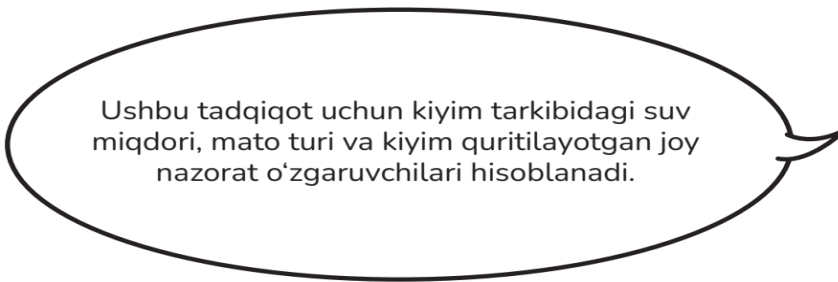 Ushbu tadqiqot uchun kiyim tarkibidagi suv
miqdori, mato turi va kiyim quritilayotgan joy
nazorat o‘zgaruvchilari hisoblanadi.